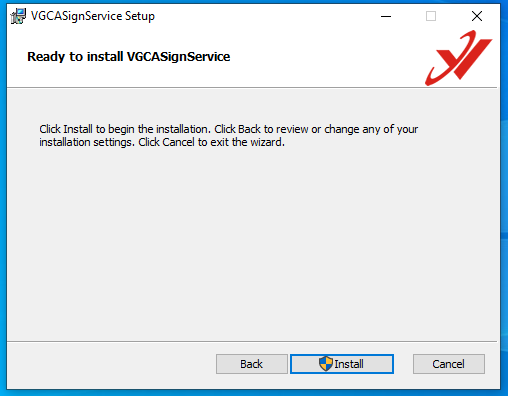 VGCASignService Setup
Ready to install VGCASignService
Click Install to begin the installation. Click Back to review or change any of your
installation settings. Click Cancel to exit the wizard.
Back
Install
Cancel